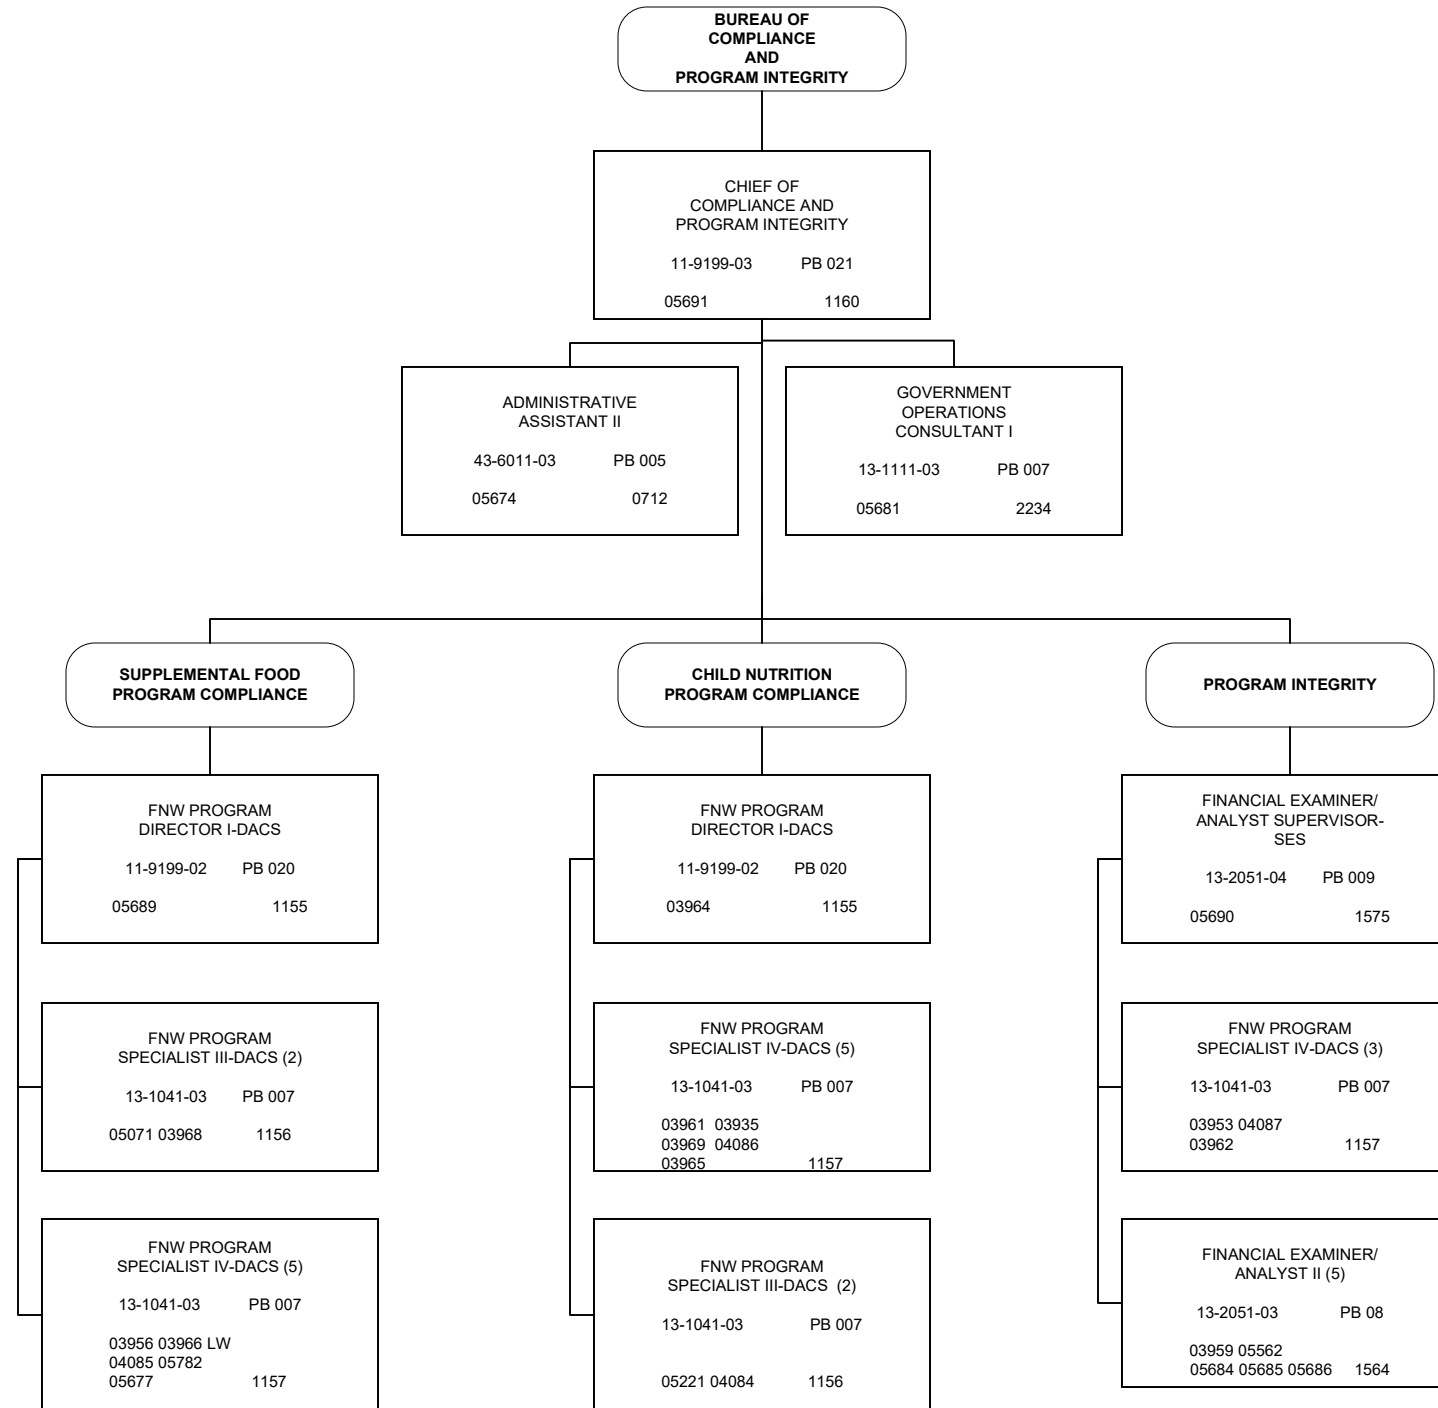 BUREAU OF
COMPLIANCE
AND
PROGRAM INTEGRITY
CHIEF OF
COMPLIANCE AND
PROGRAM INTEGRITY
11-9199-03 PB 021
05691 1160
ADMINISTRATIVE
ASSISTANT II
43-6011-03 PB 005
05674 0712
GOVERNMENT
OPERATIONS
CONSULTANT I
13-1111-03 PB 007
05681 2234
SUPPLEMENTAL FOOD
PROGRAM COMPLIANCE
FNW PROGRAM
DIRECTOR I-DACS
11-9199-02 PB 020
05689 1155
FNW PROGRAM
SPECIALIST III-DACS (2)
13-1041-03 PB 007
05071 03968 1156
FNW PROGRAM
SPECIALIST IV-DACS (5)
13-1041-03 PB 007
03956 03966 LW
04085 05782
05677 1157
CHILD NUTRITION
PROGRAM COMPLIANCE
FNW PROGRAM
DIRECTOR I-DACS
11-9199-02 PB 020
03964 1155
FNW PROGRAM
SPECIALIST IV-DACS (5)
13-1041-03 PB 007
03961 03935
03969 04086
03965 1157
FNW PROGRAM
SPECIALIST III-DACS (2)
13-1041-03 PB 007
05221 04084 1156
PROGRAM INTEGRITY
FINANCIAL EXAMINER/
ANALYST SUPERVISOR-
SES
13-2051-04 PB 009
05690 1575
FNW PROGRAM
SPECIALIST IV-DACS (3)
13-1041-03 PB 007
03953 04087
03962 1157
FINANCIAL EXAMINER/
ANALYST II (5)
13-2051-03 PB 08
03959 05562
05684 05685 05686 1564